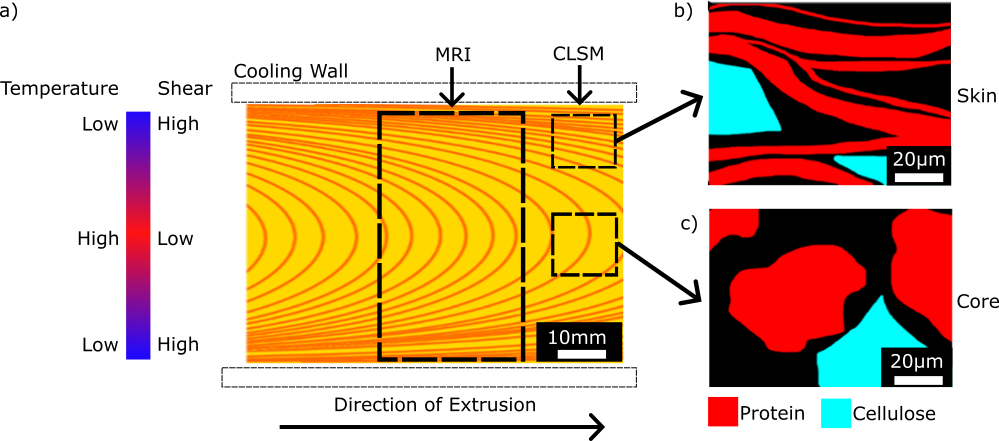 a)
MRI
CLSM
Cooling Wall
Temperature
Shear
Low
High
High
Low
Low
High
10mm
Direction of Extrusion
b)
Skin
20µm
c)
Core
20µm
Protein
Cellulose